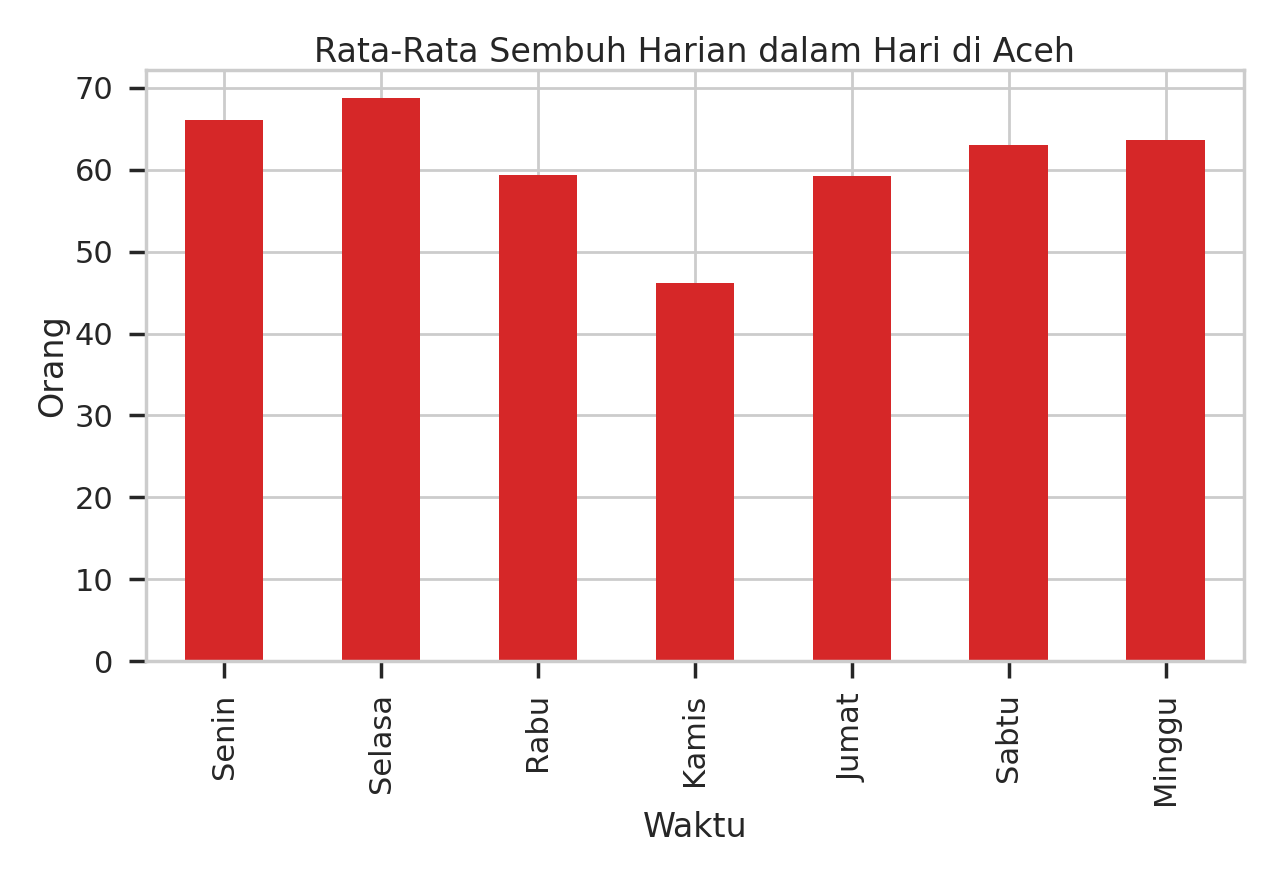 Rata-Rata Sembuh Harian dalam Hari di Aceh
70
60
50
40
30
20
10
0
Orang
Senin
Selasa
Rabu
Kamis
Jumat
Sabtu
Minggu
Waktu